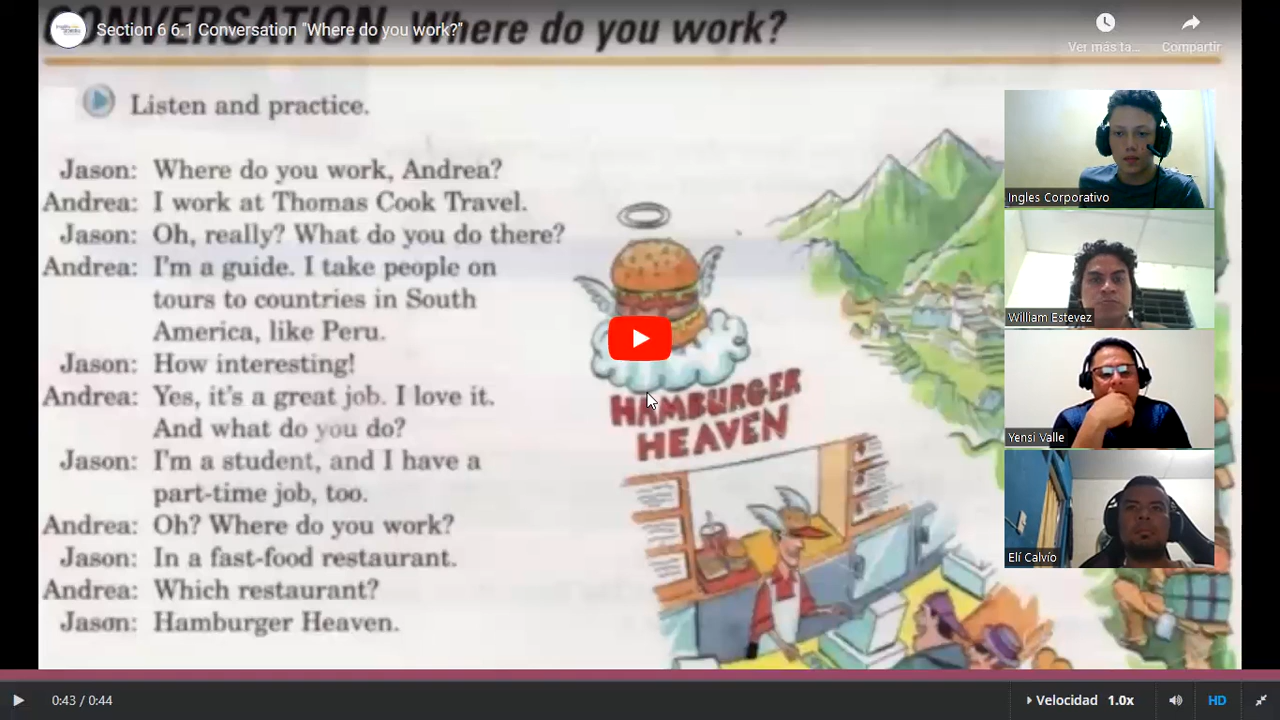 CONVERSATION Where do you work?
Section 6 6.1 Conversation "Where do you work?"
Ver más ta...
Compartir
Listen and practice.
Jason: Where do you work, Andrea?
Andrea: I work at Thomas Cook Travel.
Jason: Oh, really? What do you do there?
Andrea: I'm a guide. I take people on
tours to countries in South
America, like Peru.
Jason: How interesting!
Andrea: Yes, it's a great job. I love it.
And what do you do?
Jason: I'm a student, and I have a
part-time job, too.
Andrea: Oh? Where do you work?
Jason: In a fast-food restaurant.
Andrea: Which restaurant?
Jason: Hamburger Heaven.
HAMBURGER
HEAVEN
Ingles Corporativo
William Estevez
Yensi Valle
Elí Calvío
0:43 / 0:44
Velocidad 1.0x
HD